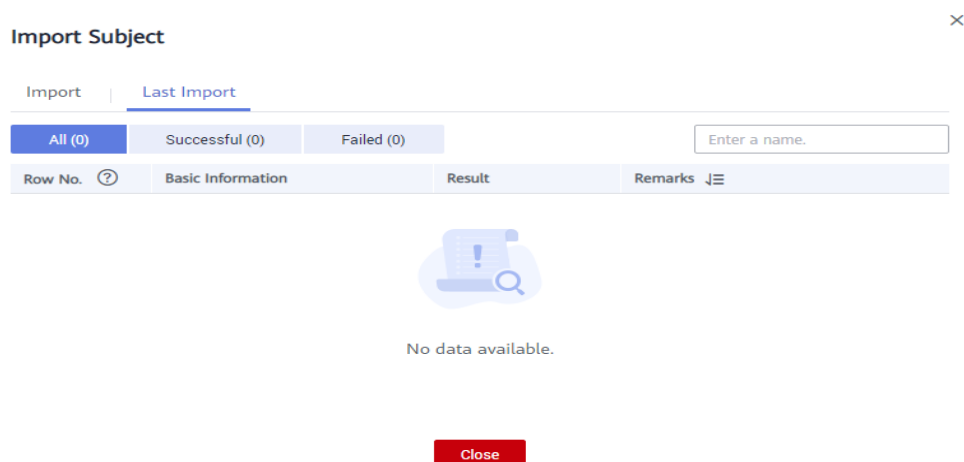 Import Subject
Import Last Import
All (0) Successful (0) Failed (0) Enter a name.
Row No. ? Basic Information Result Remarks
!
No data available.
Close